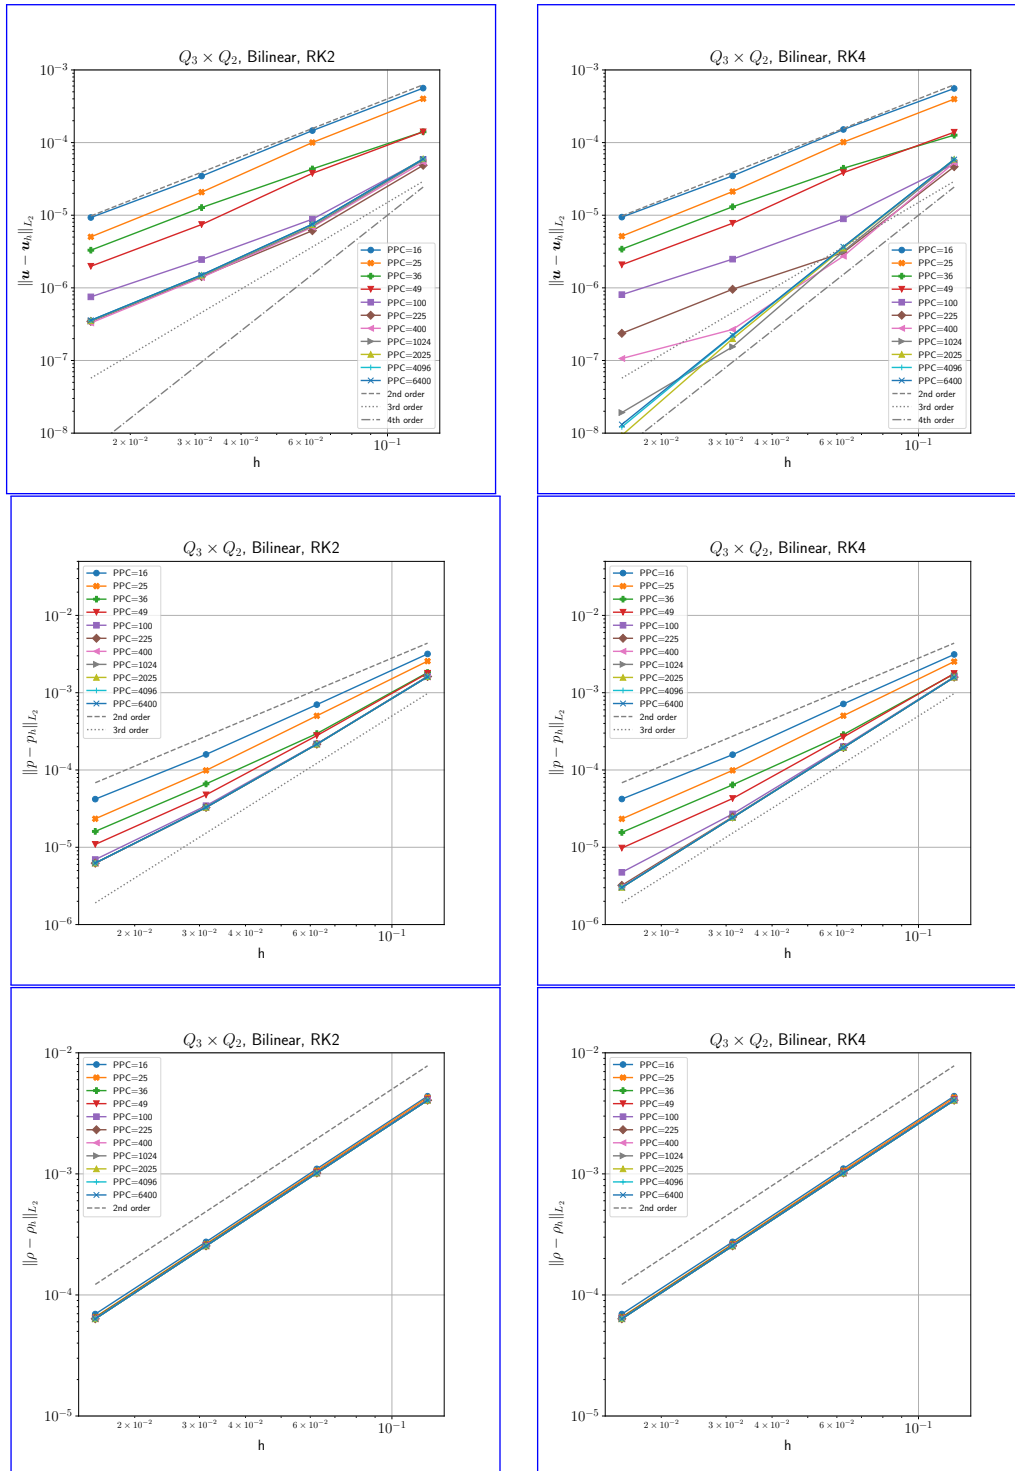 Q₃ × Q₂, Bilinear, RK2
10⁻³
10⁻⁴
10⁻⁵
10⁻⁶
10⁻⁷
10⁻⁸
‖u − u_h‖_{L₂}
PPC=16
PPC=25
PPC=36
PPC=49
PPC=100
PPC=225
PPC=400
PPC=1024
PPC=2025
PPC=4096
PPC=6400
2nd order
3rd order
4th order
2 × 10⁻² 3 × 10⁻² 4 × 10⁻² 6 × 10⁻² 10⁻¹
h
Q₃ × Q₂, Bilinear, RK4
10⁻³
10⁻⁴
10⁻⁵
10⁻⁶
10⁻⁷
10⁻⁸
‖u − u_h‖_{L₂}
PPC=16
PPC=25
PPC=36
PPC=49
PPC=100
PPC=225
PPC=400
PPC=1024
PPC=2025
PPC=4096
PPC=6400
2nd order
3rd order
4th order
2 × 10⁻² 3 × 10⁻² 4 × 10⁻² 6 × 10⁻² 10⁻¹
h
Q₃ × Q₂, Bilinear, RK2
10⁻²
10⁻³
10⁻⁴
10⁻⁵
10⁻⁶
‖p − p_h‖_{L₂}
PPC=16
PPC=25
PPC=36
PPC=49
PPC=100
PPC=225
PPC=400
PPC=1024
PPC=2025
PPC=4096
PPC=6400
2nd order
3rd order
2 × 10⁻² 3 × 10⁻² 4 × 10⁻² 6 × 10⁻² 10⁻¹
h
Q₃ × Q₂, Bilinear, RK4
10⁻²
10⁻³
10⁻⁴
10⁻⁵
10⁻⁶
‖p − p_h‖_{L₂}
PPC=16
PPC=25
PPC=36
PPC=49
PPC=100
PPC=225
PPC=400
PPC=1024
PPC=2025
PPC=4096
PPC=6400
2nd order
3rd order
2 × 10⁻² 3 × 10⁻² 4 × 10⁻² 6 × 10⁻² 10⁻¹
h
Q₃ × Q₂, Bilinear, RK2
10⁻²
10⁻³
10⁻⁴
10⁻⁵
‖ρ − ρ_h‖_{L₂}
PPC=16
PPC=25
PPC=36
PPC=49
PPC=100
PPC=225
PPC=400
PPC=1024
PPC=2025
PPC=4096
PPC=6400
2nd order
2 × 10⁻² 3 × 10⁻² 4 × 10⁻² 6 × 10⁻² 10⁻¹
h
Q₃ × Q₂, Bilinear, RK4
10⁻²
10⁻³
10⁻⁴
10⁻⁵
‖ρ − ρ_h‖_{L₂}
PPC=16
PPC=25
PPC=36
PPC=49
PPC=100
PPC=225
PPC=400
PPC=1024
PPC=2025
PPC=4096
PPC=6400
2nd order
2 × 10⁻² 3 × 10⁻² 4 × 10⁻² 6 × 10⁻² 10⁻¹
h